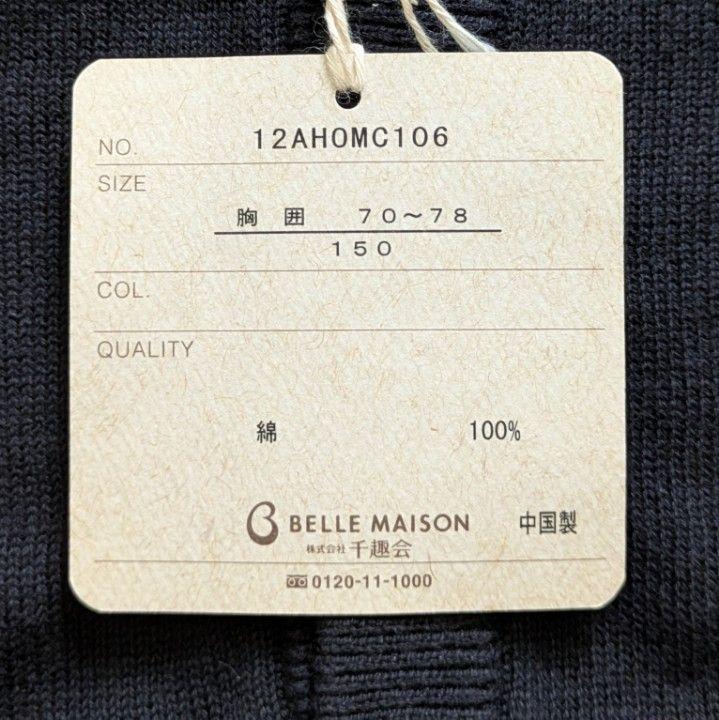 NO. 12AHOMC106
SIZE
胸囲 70～78
150
COL.
QUALITY
綿 100%
BELLE MAISON 中国製
株式会社千趣会
0120-11-1000